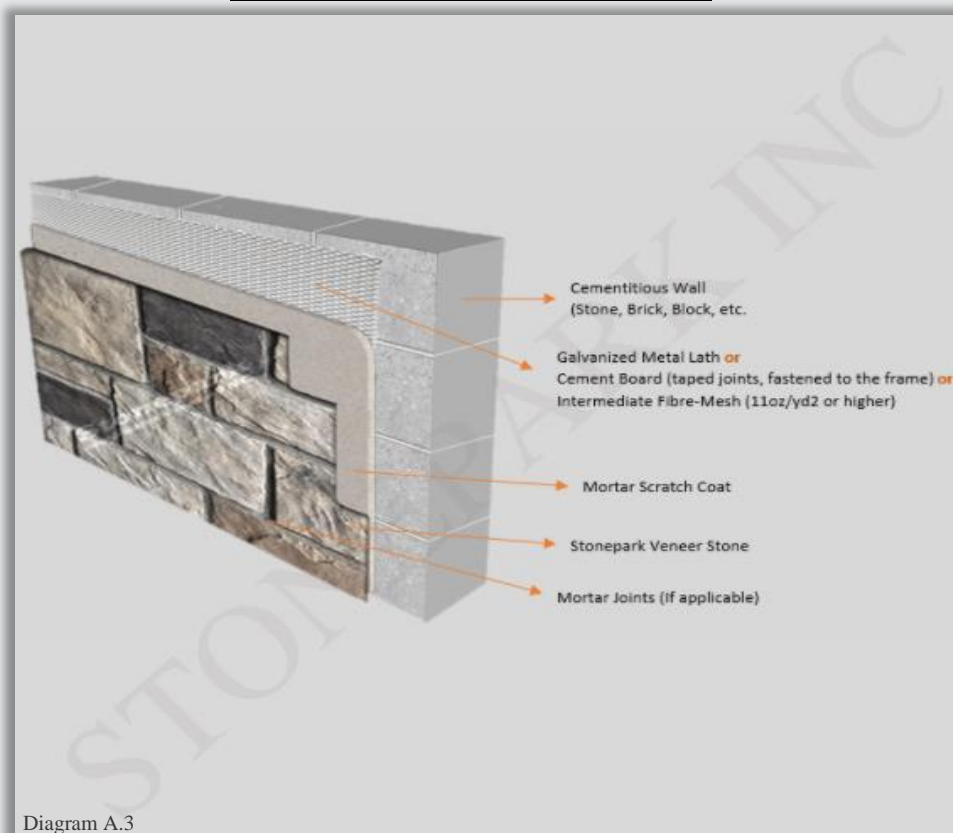 Cementitious Wall
(Stone, Brick, Block, etc.
Galvanized Metal Lath or
Cement Board (taped joints, fastened to the frame) or
Intermediate Fibre-Mesh (11oz/yd2 or higher)
Mortar Scratch Coat
Stonepark Veneer Stone
Mortar Joints (If applicable)
STONEPARK INC
Diagram A.3